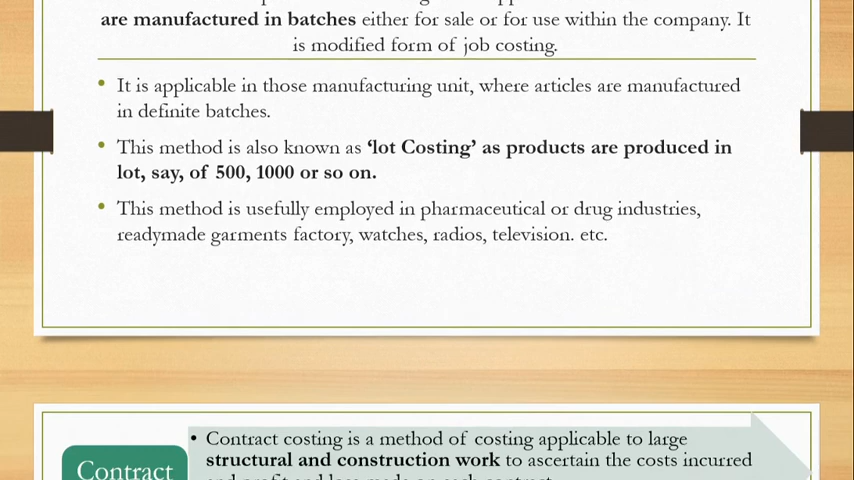 are manufactured in batches either for sale or for use within the company. It
is modified form of job costing.
• It is applicable in those manufacturing unit, where articles are manufactured
in definite batches.
• This method is also known as ‘lot Costing’ as products are produced in
lot, say, of 500, 1000 or so on.
• This method is usefully employed in pharmaceutical or drug industries,
readymade garments factory, watches, radios, television. etc.
Contract
• Contract costing is a method of costing applicable to large
structural and construction work to ascertain the costs incurred